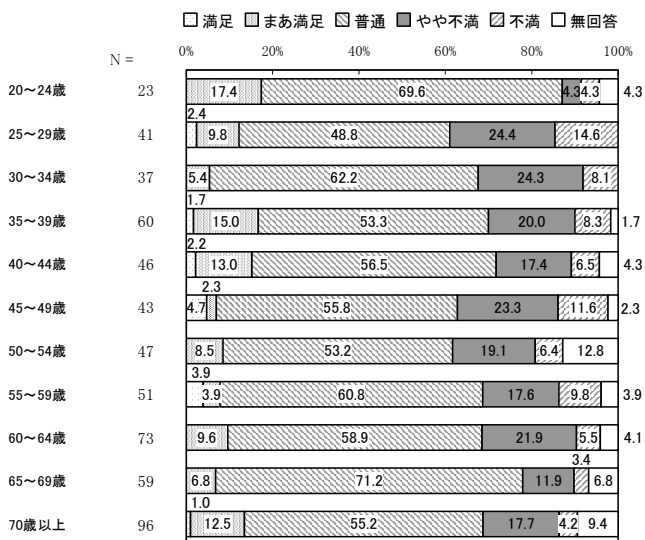 満足 まあ満足 普通 やや不満 不満 無回答
N = 0% 20% 40% 60% 80% 100%
20～24歳 23 17.4 69.6 4.3 4.3 4.3
2.4
25～29歳 41 9.8 48.8 24.4 14.6
30～34歳 37 5.4 62.2 24.3 8.1
1.7
35～39歳 60 15.0 53.3 20.0 8.3 1.7
2.2
40～44歳 46 13.0 56.5 17.4 6.5 4.3
2.3
45～49歳 43 4.7 55.8 23.3 11.6 2.3
50～54歳 47 8.5 53.2 19.1 6.4 12.8
3.9
55～59歳 51 3.9 60.8 17.6 9.8 3.9
60～64歳 73 9.6 58.9 21.9 5.5 4.1
3.4
65～69歳 59 6.8 71.2 11.9 6.8
1.0
70歳以上 96 12.5 55.2 17.7 4.2 9.4